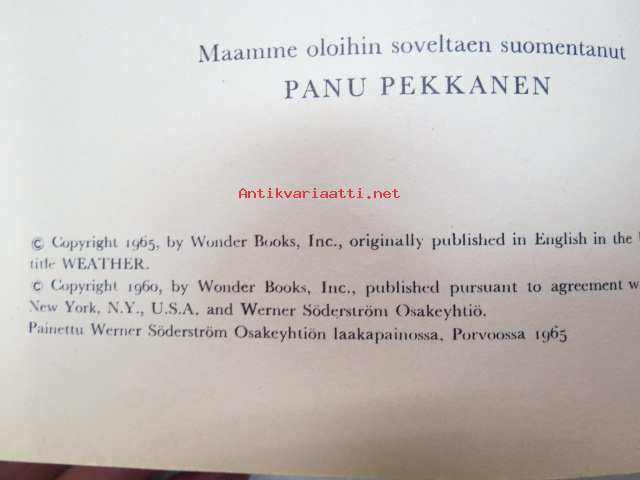 Maamme oloihin soveltaen suomentanut
PANU PEKKANEN
Antikvariaatti.net
© Copyright 1965, by Wonder Books, Inc., originally published in English in the
title WEATHER.
© Copyright 1960, by Wonder Books, Inc., published pursuant to agreement w
New York, N.Y., U.S.A. and Werner Söderström Osakeyhtiö.
Painettu Werner Söderström Osakeyhtiön laakapainossa, Porvoossa 1965